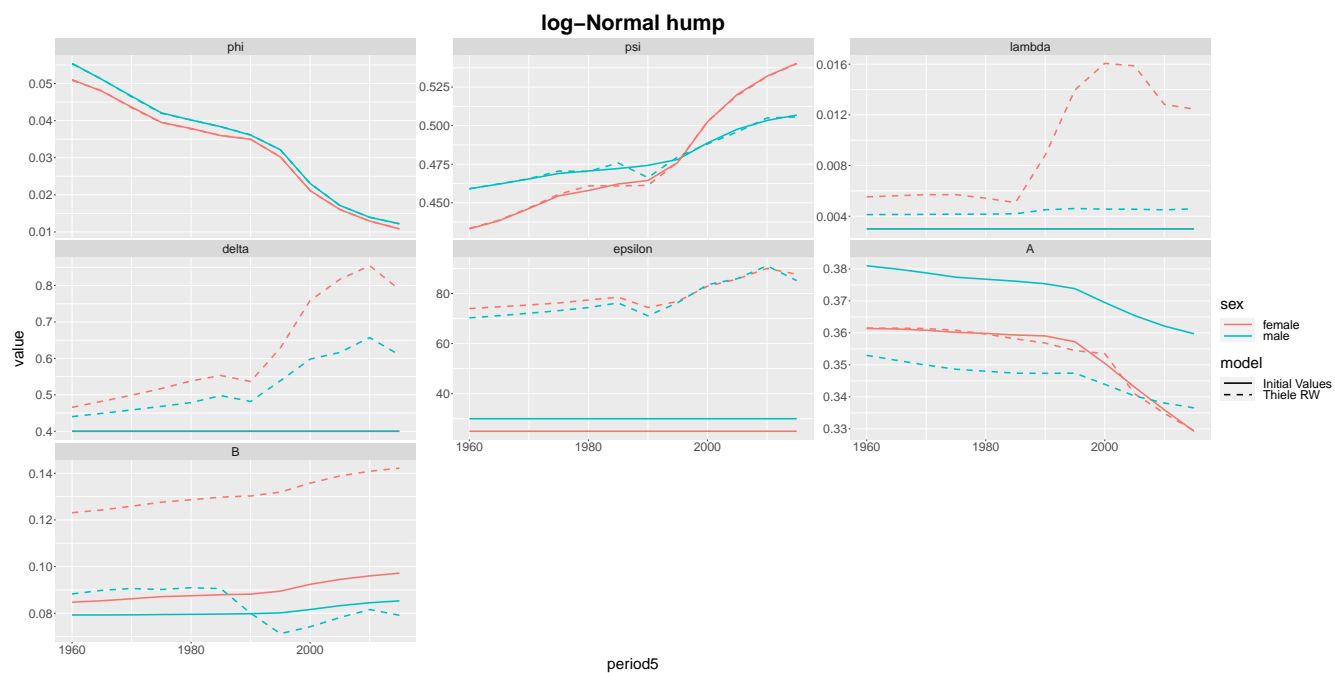 log−Normal hump
phi
psi
lambda
0.05
0.04
0.03
0.02
0.01
0.525
0.500
0.475
0.450
0.016
0.012
0.008
0.004
delta
epsilon
A
0.8
0.7
0.6
0.5
0.4
80
60
40
1960
1980
2000
0.38
0.37
0.36
0.35
0.34
0.33
1960
1980
2000
B
0.14
0.12
0.10
0.08
1960
1980
2000
value
period5
sex
female
male
model
Initial Values
Thiele RW